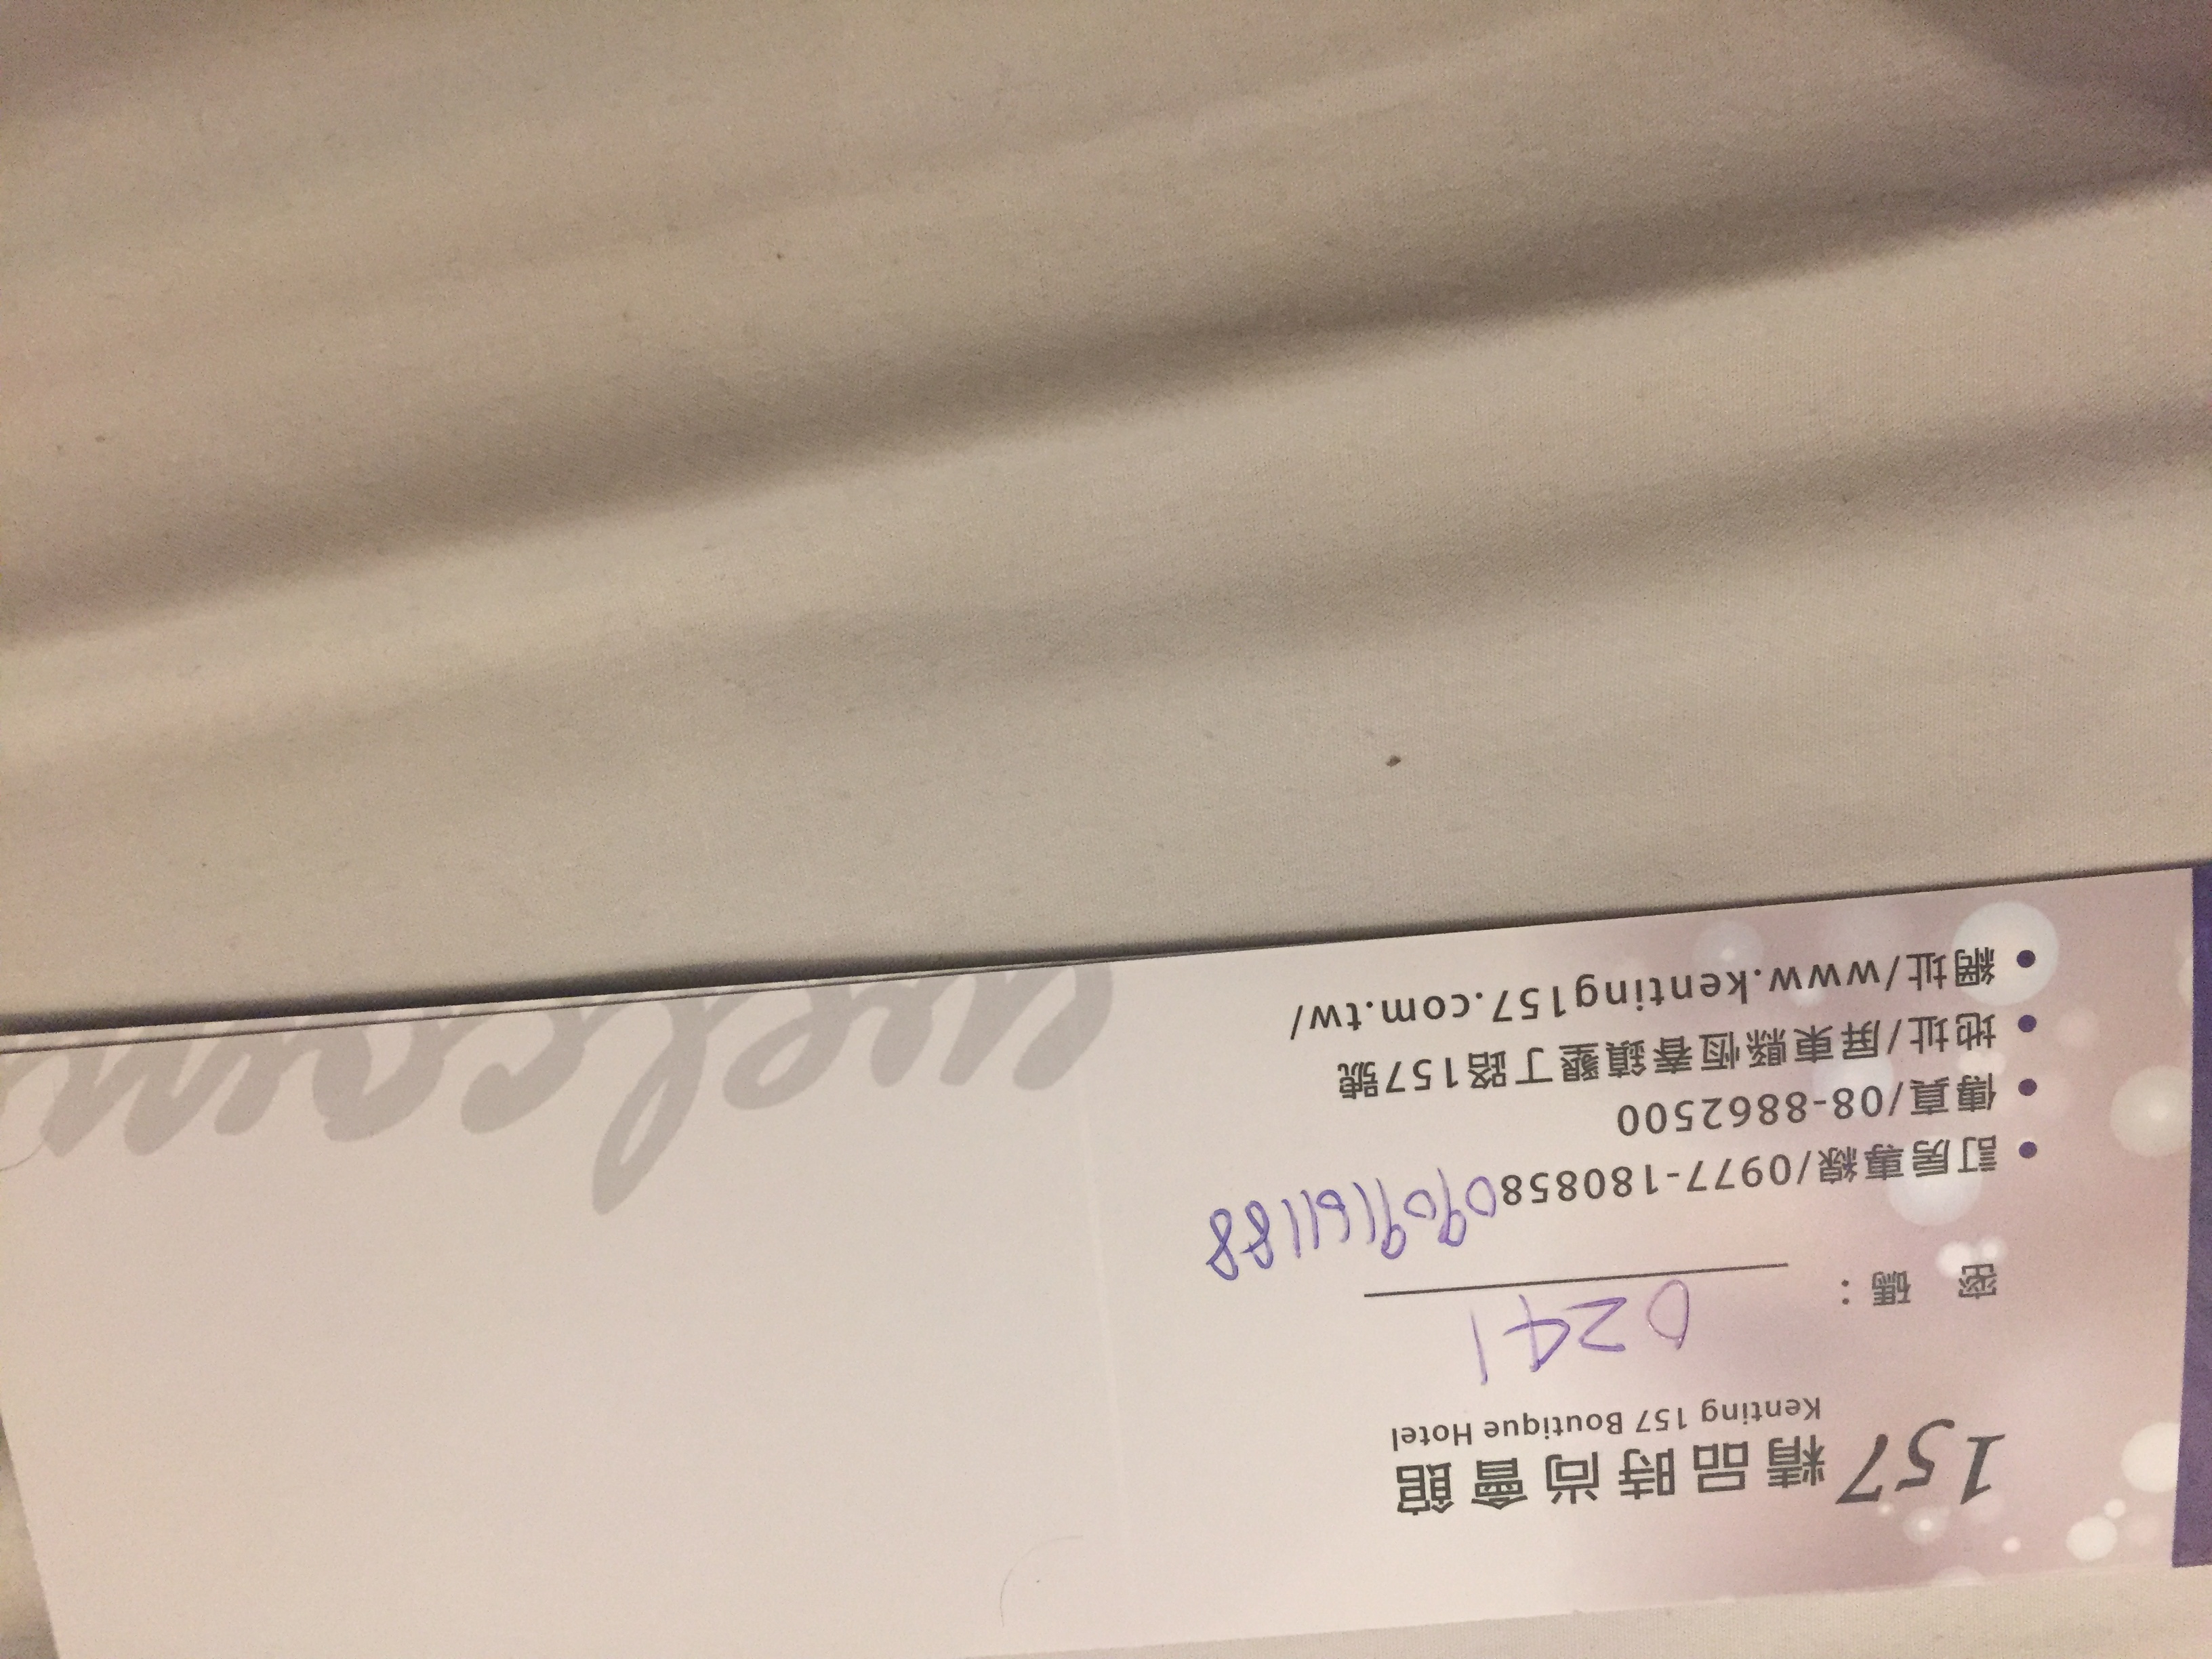 157 精品時尚會館
Kenting 157 Boutique Hotel
密 碼： 0241
• 訂房專線/0977-180858 0909161188
• 傳真/08-8862500
• 地址/屏東縣恆春鎮墾丁路157號
• 網址/www.kenting157.com.tw/